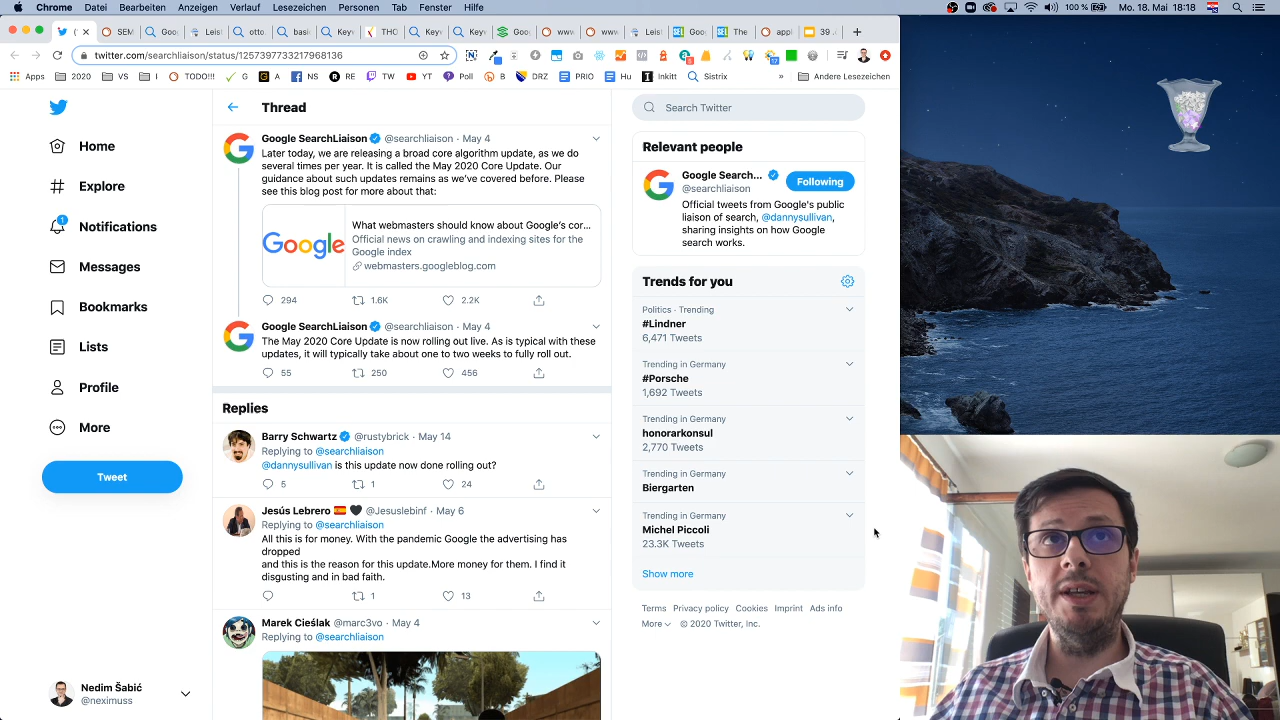 Chrome Datei Bearbeiten Anzeigen Verlauf Lesezeichen Personen Tab Fenster Hilfe
100 % Mo. 18. Mai 18:18
twitter.com/searchliaison/status/1257397733217968136
Apps 2020 VS I TODO!!! G A NS RE TW YT Poll B DRZ PRIO Hu Inkitt Sistrix » Andere Lesezeichen
Home
Explore
1
Notifications
Messages
Bookmarks
Lists
Profile
More
Tweet
Nedim Šabić
@neximuss
Thread
Google SearchLiaison @searchliaison · May 4
Later today, we are releasing a broad core algorithm update, as we do
several times per year. It is called the May 2020 Core Update. Our
guidance about such updates remains as we've covered before. Please
see this blog post for more about that:
Google
What webmasters should know about Google's cor...
Official news on crawling and indexing sites for the
Google index
webmasters.googleblog.com
294 1.6K 2.2K
Google SearchLiaison @searchliaison · May 4
The May 2020 Core Update is now rolling out live. As is typical with these
updates, it will typically take about one to two weeks to fully roll out.
55 250 456
Replies
Barry Schwartz @rustybrick · May 14
Replying to @searchliaison
@dannysullivan is this update now done rolling out?
5 1 24
Jesús Lebrero @Jesuslebinf · May 6
Replying to @searchliaison
All this is for money. With the pandemic Google the advertising has
dropped
and this is the reason for this update.More money for them. I find it
disgusting and in bad faith.
1 13
Marek Cieślak @marc3vo · May 4
Replying to @searchliaison
Search Twitter
Relevant people
Google Search...
@searchliaison
Following
Official tweets from Google's public
liaison of search, @dannysullivan,
sharing insights on how Google
search works.
Trends for you
Politics · Trending
#Lindner
6,471 Tweets
Trending in Germany
#Porsche
1,692 Tweets
Trending in Germany
honorarkonsul
2,770 Tweets
Trending in Germany
Biergarten
Trending in Germany
Michel Piccoli
23.3K Tweets
Show more
Terms Privacy policy Cookies Imprint Ads info
More © 2020 Twitter, Inc.